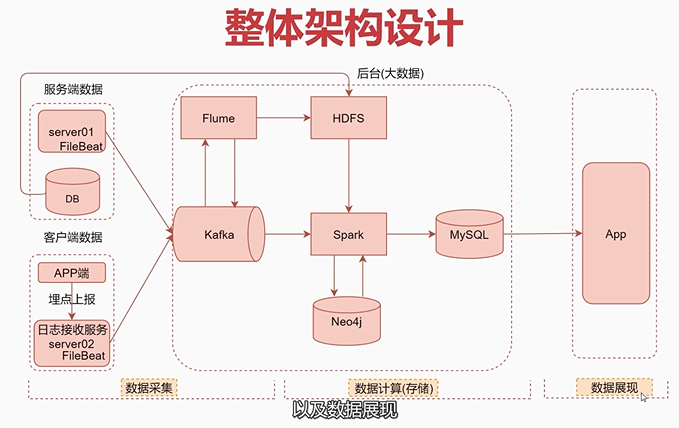 整体架构设计
后台(大数据)
服务端数据
server01
FileBeat
DB
客户端数据
APP端
埋点上报
日志接收服务
server02
FileBeat
Flume
HDFS
Kafka
Spark
MySQL
Neo4j
App
数据采集
数据计算(存储)
数据展现
以及数据展现